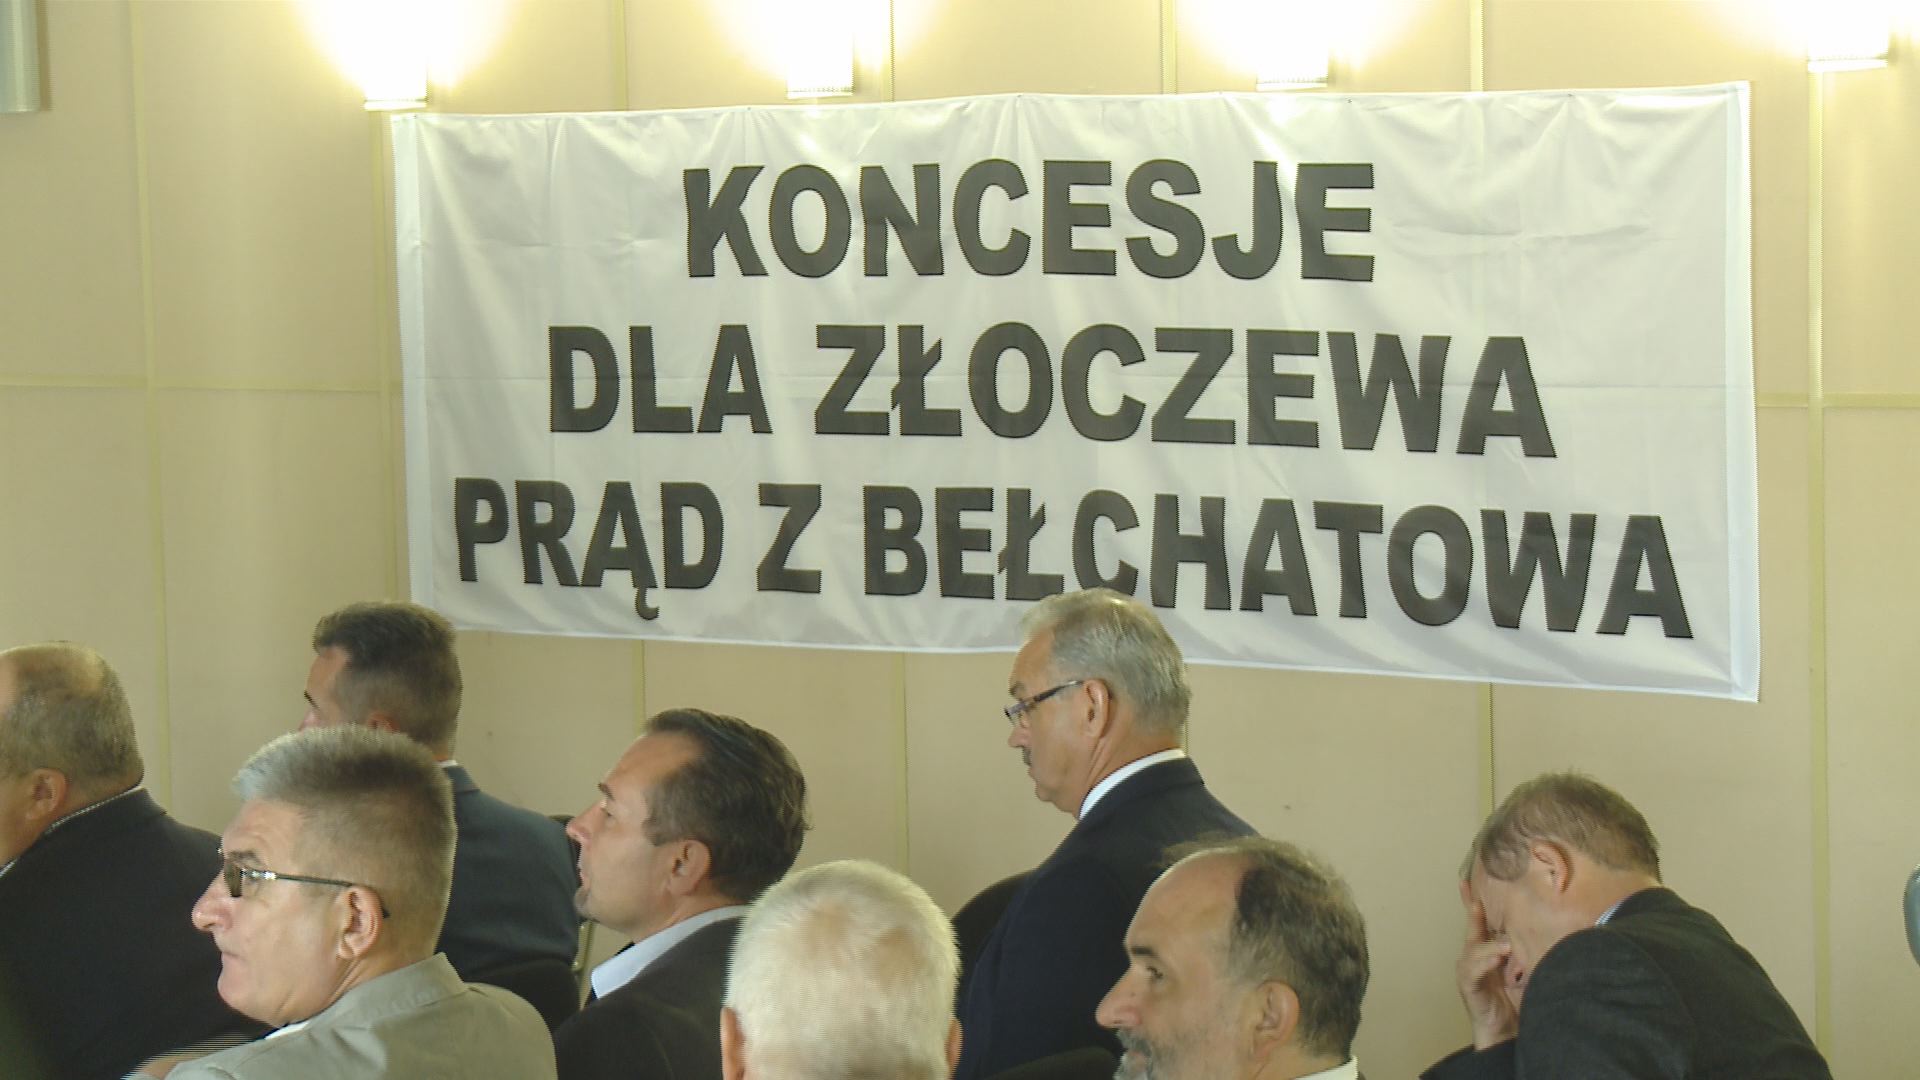 KONCESJE
DLA ZŁOCZEWA
PRĄD Z BEŁCHATOWA